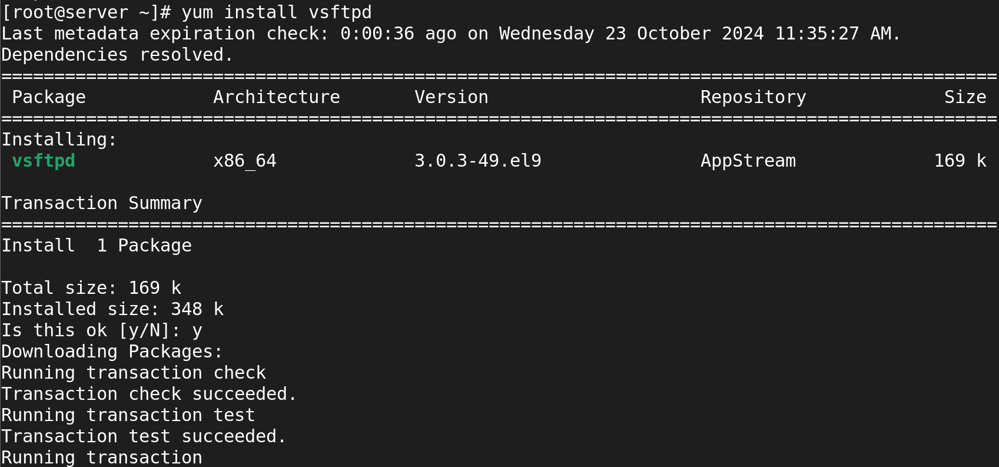 [root@server ~]# yum install vsftpd
Last metadata expiration check: 0:00:36 ago on Wednesday 23 October 2024 11:35:27 AM.
Dependencies resolved.
==============================================================================================
 Package            Architecture       Version                    Repository             Size
==============================================================================================
Installing:
 vsftpd             x86_64             3.0.3-49.el9               AppStream             169 k

Transaction Summary
==============================================================================================
Install  1 Package

Total size: 169 k
Installed size: 348 k
Is this ok [y/N]: y
Downloading Packages:
Running transaction check
Transaction check succeeded.
Running transaction test
Transaction test succeeded.
Running transaction